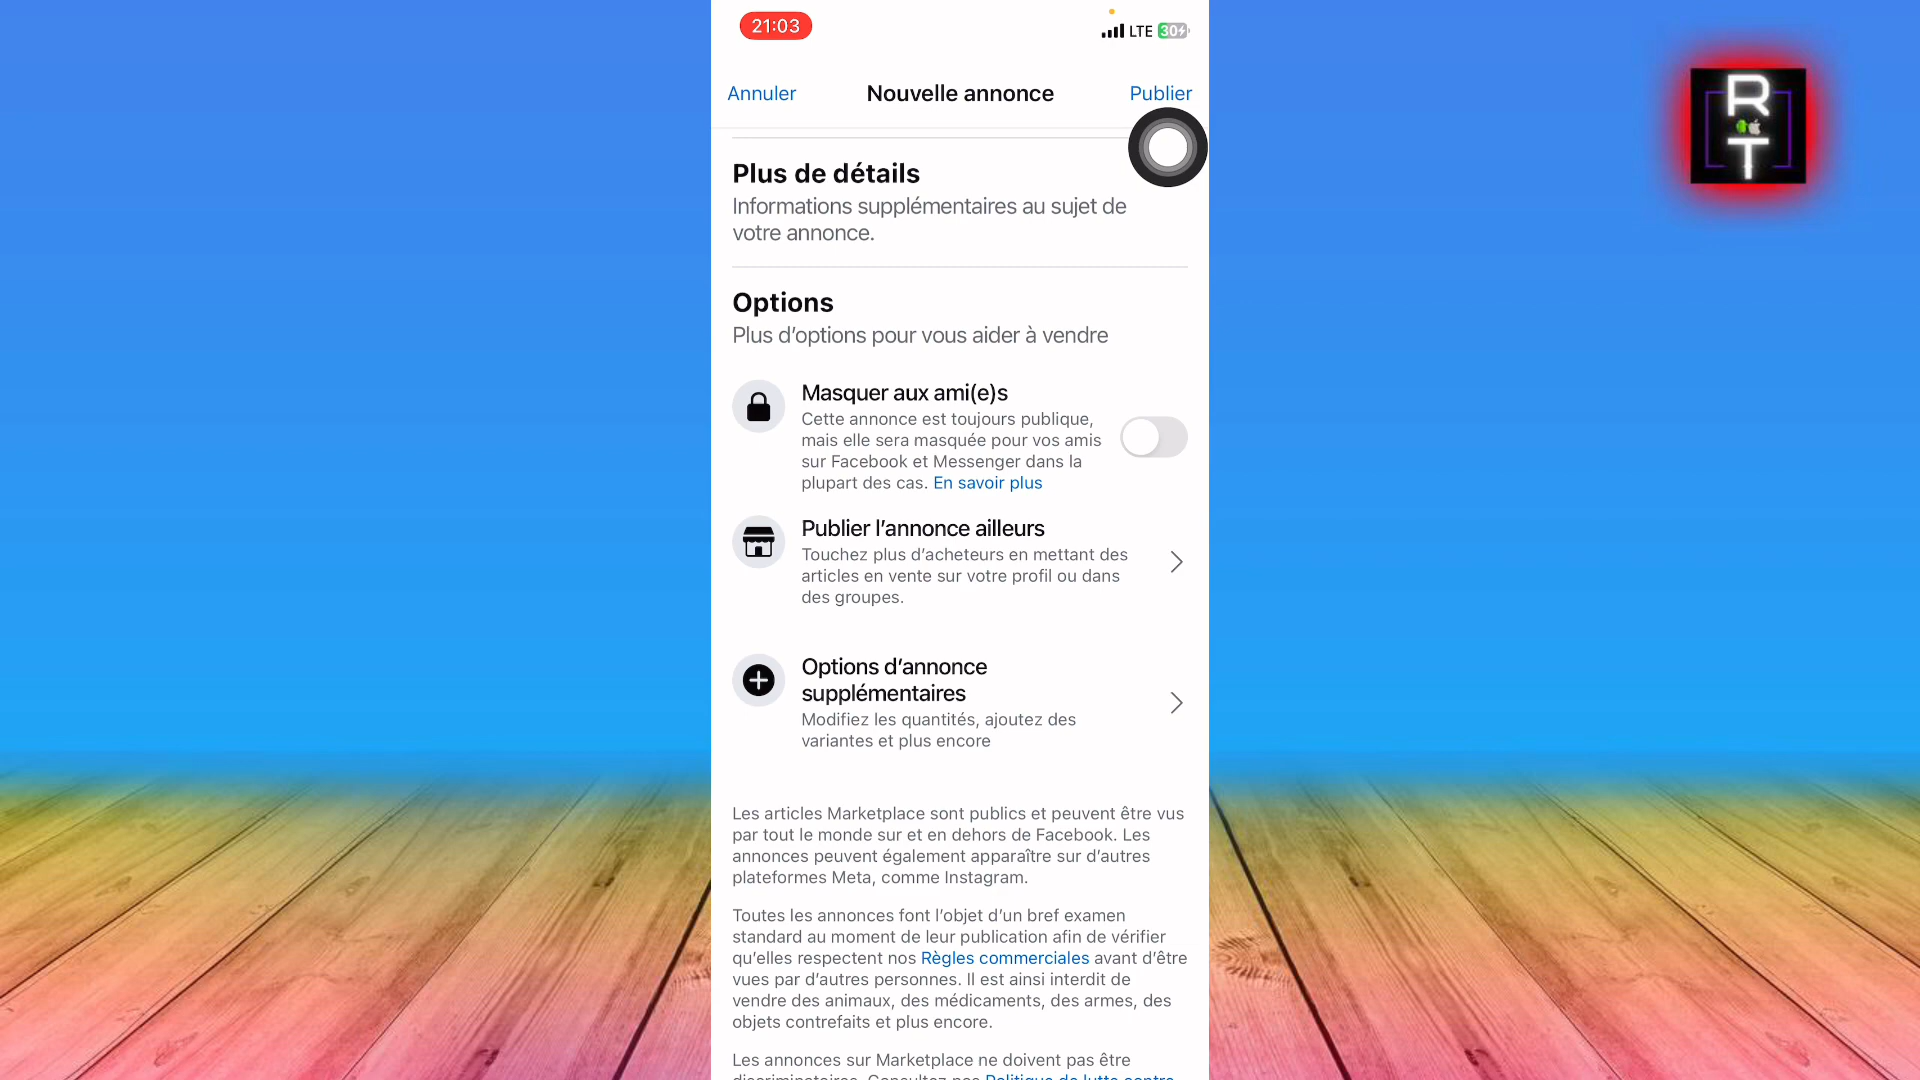 21:03
LTE 30
Annuler
Nouvelle annonce
Publier
Plus de détails
Informations supplémentaires au sujet de
votre annonce.
Options
Plus d’options pour vous aider à vendre
Masquer aux ami(e)s
Cette annonce est toujours publique,
mais elle sera masquée pour vos amis
sur Facebook et Messenger dans la
plupart des cas. En savoir plus
Publier l’annonce ailleurs
Touchez plus d’acheteurs en mettant des
articles en vente sur votre profil ou dans
des groupes.
Options d’annonce
supplémentaires
Modifiez les quantités, ajoutez des
variantes et plus encore
Les articles Marketplace sont publics et peuvent être vus
par tout le monde sur et en dehors de Facebook. Les
annonces peuvent également apparaître sur d’autres
plateformes Meta, comme Instagram.
Toutes les annonces font l’objet d’un bref examen
standard au moment de leur publication afin de vérifier
qu’elles respectent nos Règles commerciales avant d’être
vues par d’autres personnes. Il est ainsi interdit de
vendre des animaux, des médicaments, des armes, des
objets contrefaits et plus encore.
Les annonces sur Marketplace ne doivent pas être
discriminatoires. Consultez nos Politique de lutte contre
R
T